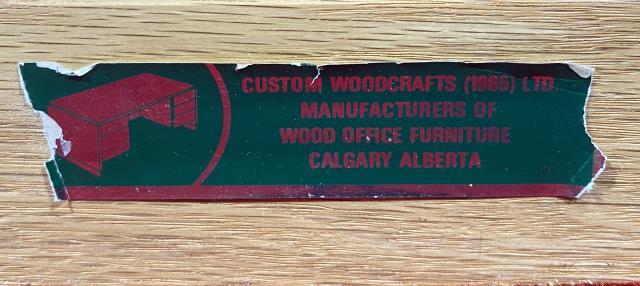 CUSTOM WOODCRAFTS (1965) LTD.
MANUFACTURERS OF
WOOD OFFICE FURNITURE
CALGARY ALBERTA